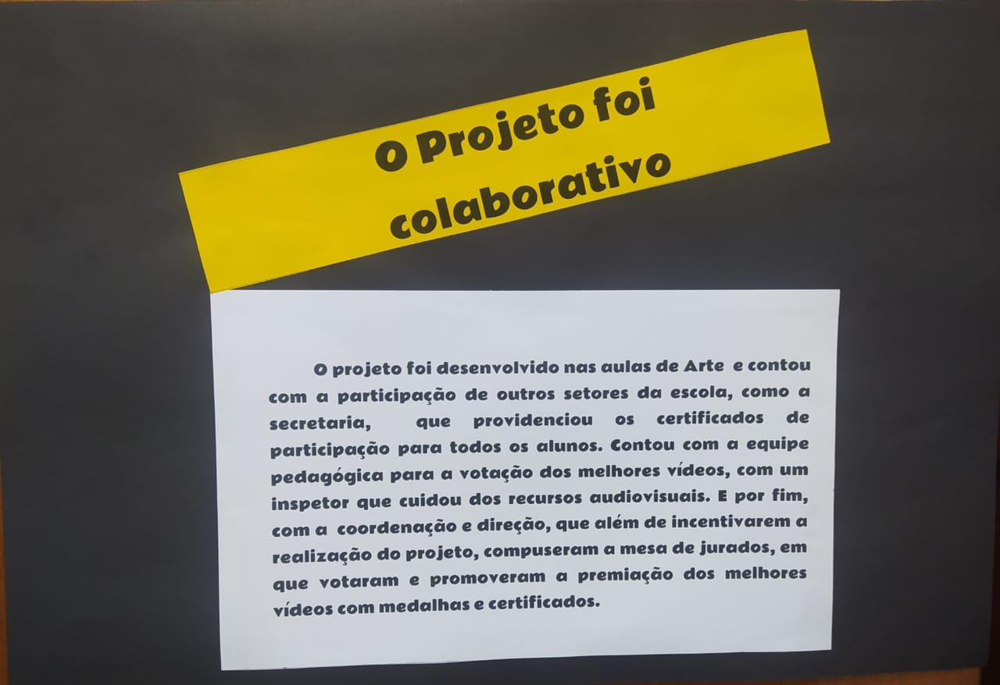 O Projeto foi
colaborativo
O projeto foi desenvolvido nas aulas de Arte e contou
com a participação de outros setores da escola, como a
secretaria, que providenciou os certificados de
participação para todos os alunos. Contou com a equipe
pedagógica para a votação dos melhores vídeos, com um
inspetor que cuidou dos recursos audiovisuais. E por fim,
com a coordenação e direção, que além de incentivarem a
realização do projeto, compuseram a mesa de jurados, em
que votaram e promoveram a premiação dos melhores
vídeos com medalhas e certificados.